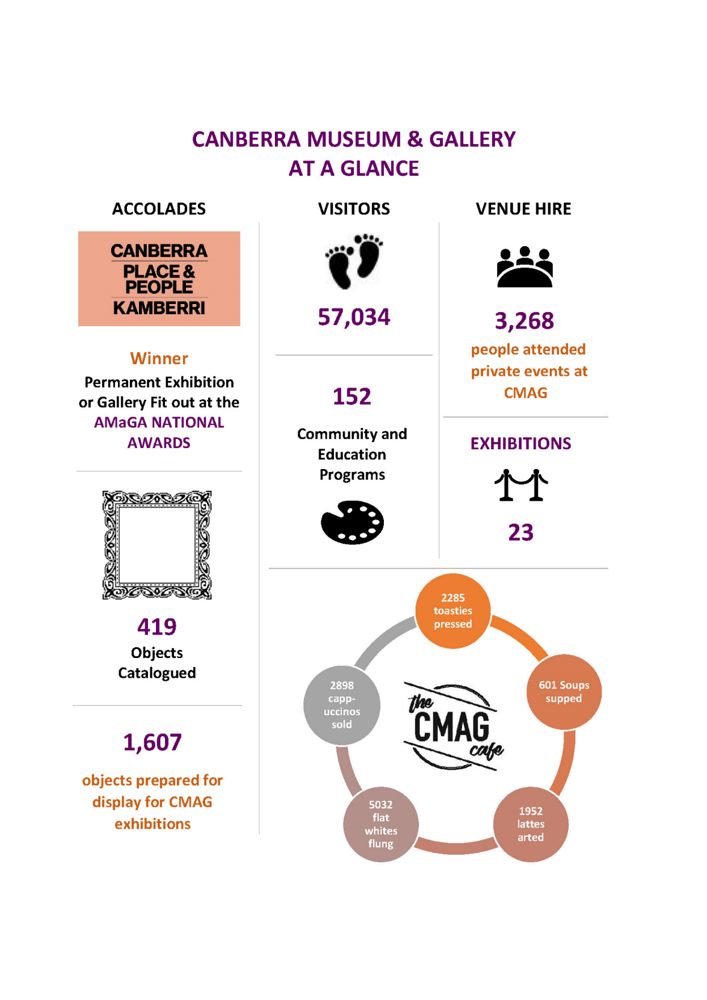 CANBERRA MUSEUM & GALLERY
AT A GLANCE
ACCOLADES
CANBERRA
PLACE &
PEOPLE
KAMBERRI
Winner
Permanent Exhibition
or Gallery Fit out at the
AMaGA NATIONAL
AWARDS
419
Objects
Catalogued
1,607
objects prepared for
display for CMAG
exhibitions
VISITORS
57,034
152
Community and
Education
Programs
VENUE HIRE
3,268
people attended
private events at
CMAG
EXHIBITIONS
23
2285
toasties
pressed
601 Soups
supped
1952
lattes
arted
5032
flat
whites
flung
2898
capp-
uccinos
sold
the
CMAG
cafe